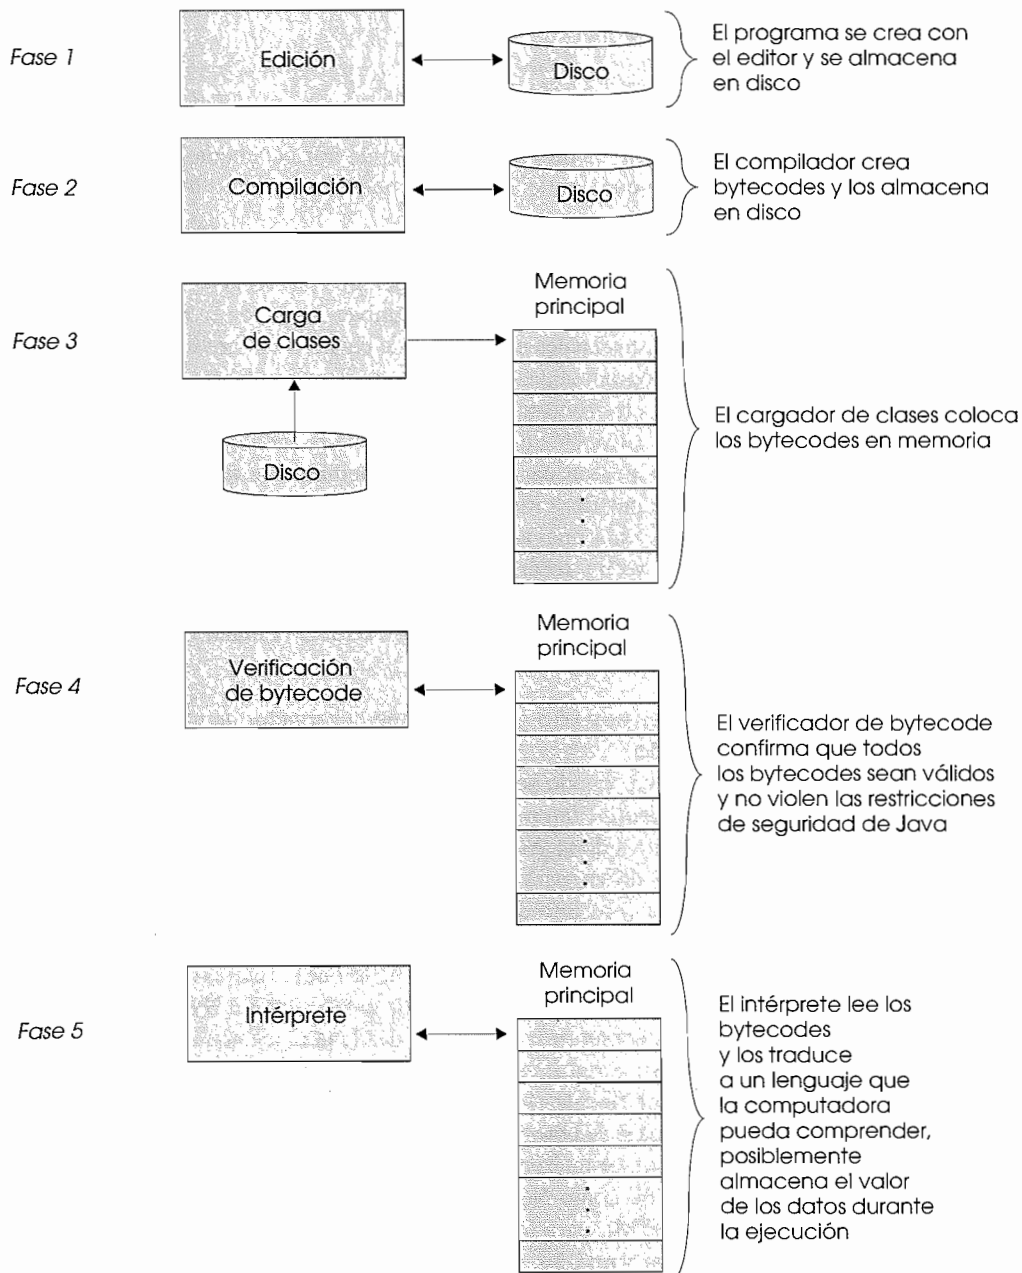 Fase 1
Edición
Disco
El programa se crea con
el editor y se almacena
en disco
Fase 2
Compilación
Disco
El compilador crea
bytecodes y los almacena
en disco
Fase 3
Carga
de clases
Disco
Memoria
principal
El cargador de clases coloca
los bytecodes en memoria
Fase 4
Verificación
de bytecode
Memoria
principal
El verificador de bytecode
confirma que todos
los bytecodes sean válidos
y no violen las restricciones
de seguridad de Java
Fase 5
Intérprete
Memoria
principal
El intérprete lee los
bytecodes
y los traduce
a un lenguaje que
la computadora
pueda comprender,
posiblemente
almacena el valor
de los datos durante
la ejecución